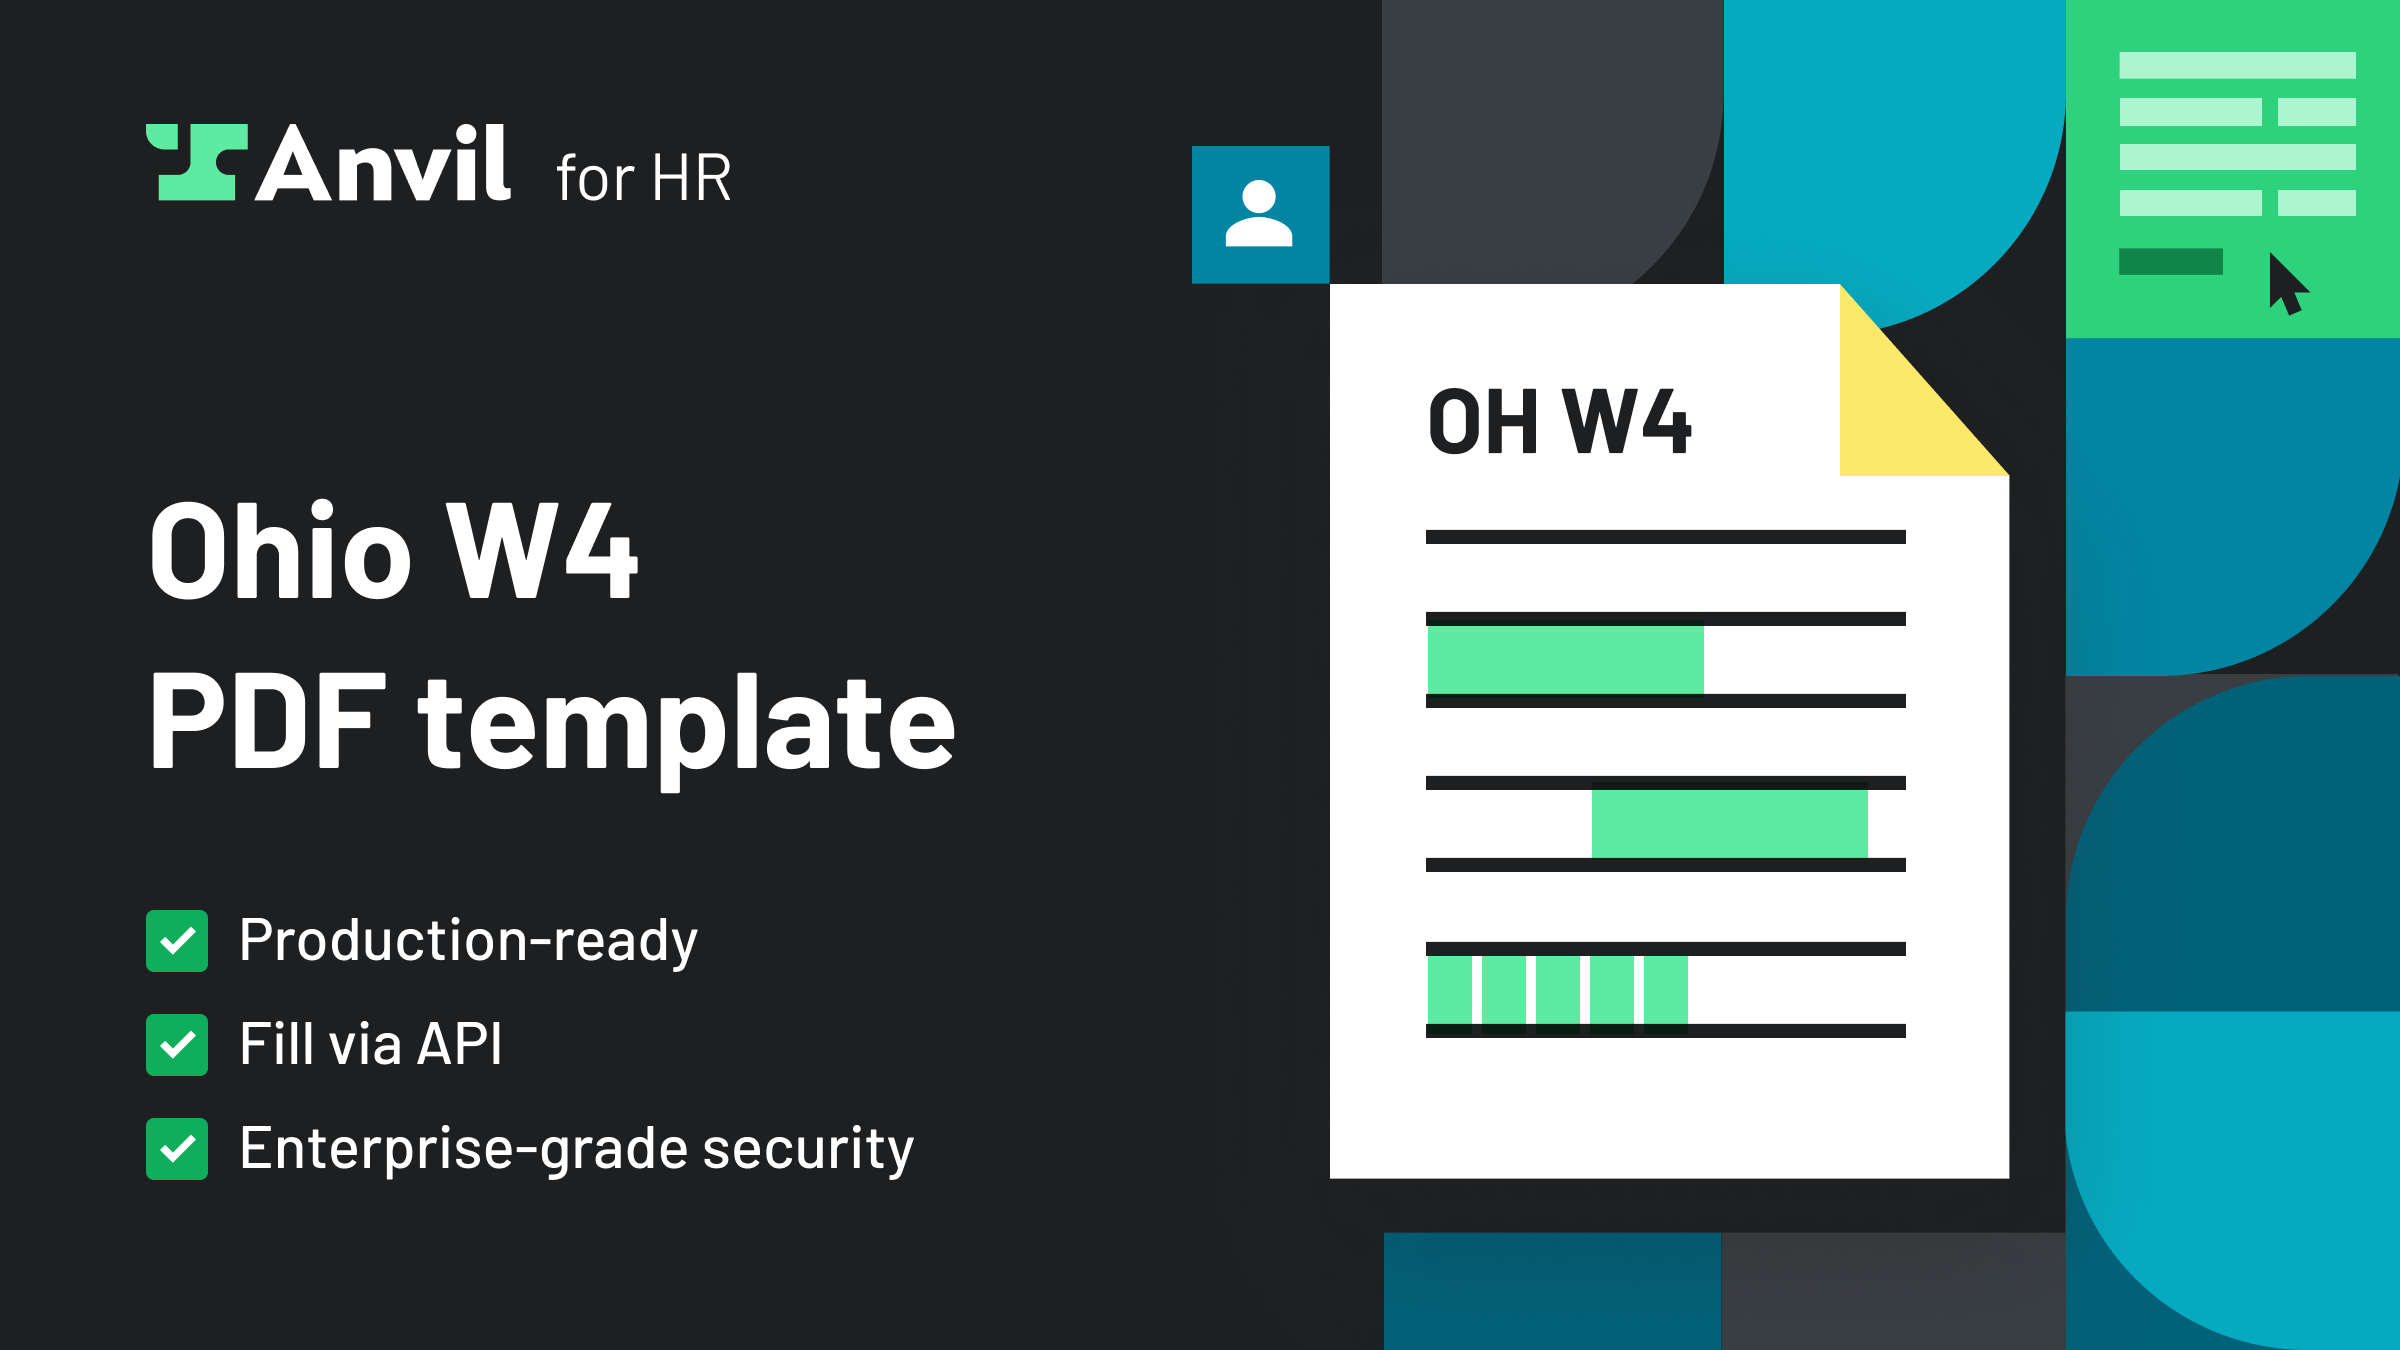 Anvil for HR
Ohio W4
PDF template
Production-ready
Fill via API
Enterprise-grade security
OH W4